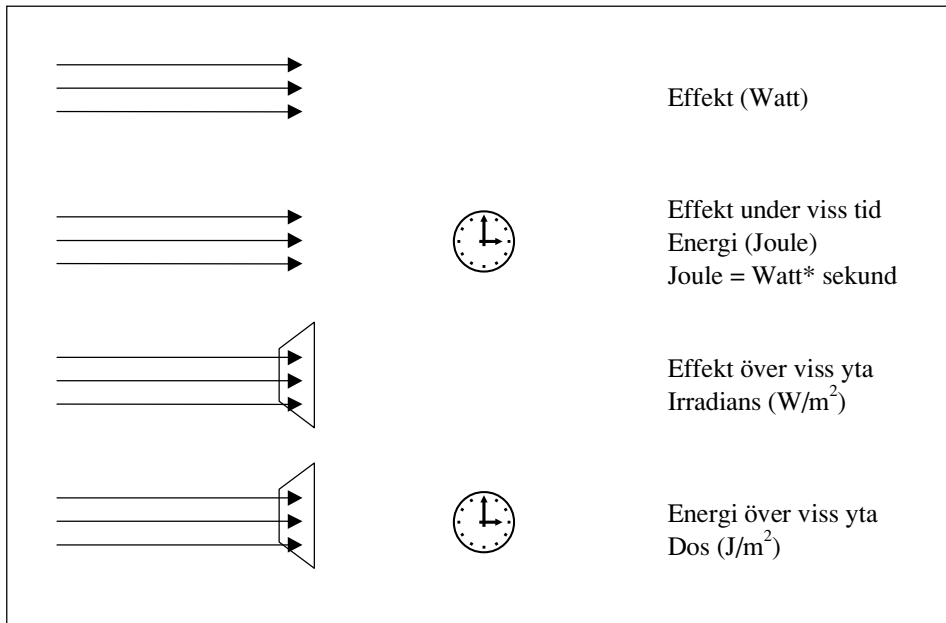 Effekt (Watt)
Effekt under viss tid
Energi (Joule)
Joule = Watt* sekund
Effekt över viss yta
Irradians (W/m²)
Energi över viss yta
Dos (J/m²)